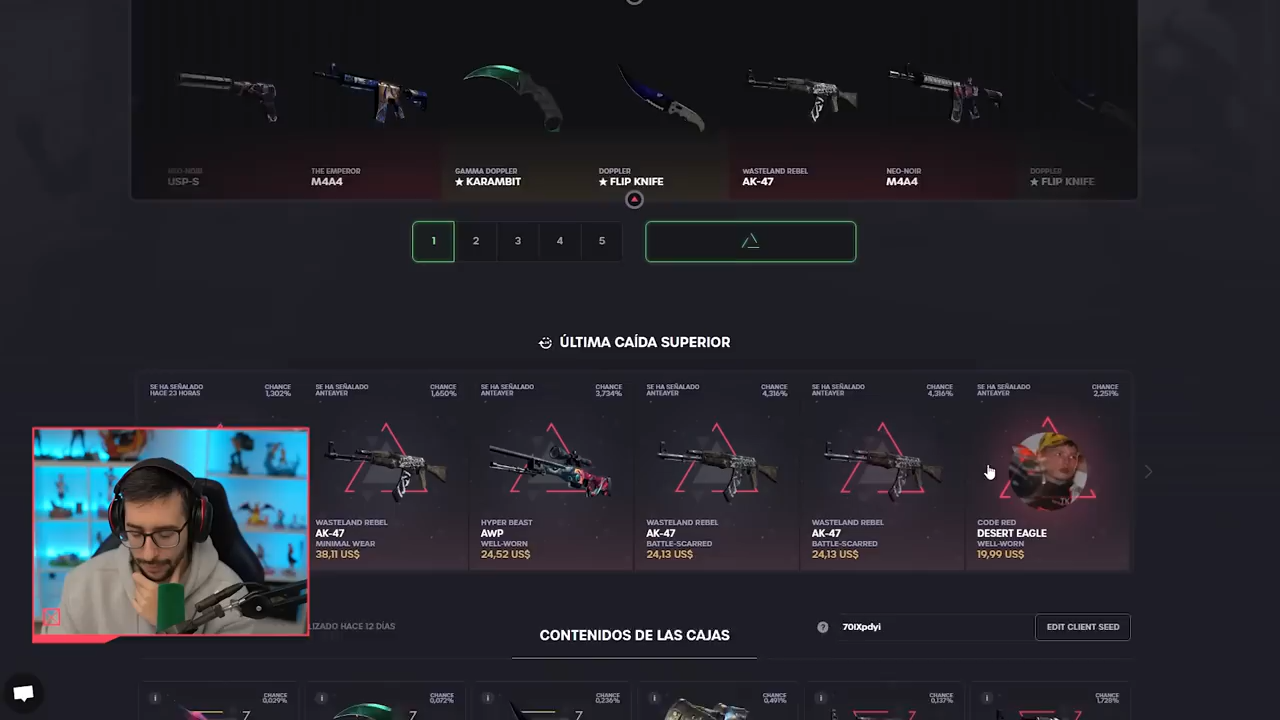 NEO-NOIR
USP-S
THE EMPEROR
M4A4
GAMMA DOPPLER
★ KARAMBIT
DOPPLER
★ FLIP KNIFE
WASTELAND REBEL
AK-47
NEO-NOIR
M4A4
DOPPLER
★ FLIP KNIFE
1 2 3 4 5
ÚLTIMA CAÍDA SUPERIOR
SE HA SEÑALADO
HACE 23 HORAS
CHANCE
1,302%
SE HA SEÑALADO
ANTEAYER
CHANCE
1,650%
WASTELAND REBEL
AK-47
MINIMAL WEAR
38,11 US$
SE HA SEÑALADO
ANTEAYER
CHANCE
3,734%
HYPER BEAST
AWP
WELL-WORN
24,52 US$
SE HA SEÑALADO
ANTEAYER
CHANCE
4,316%
WASTELAND REBEL
AK-47
BATTLE-SCARRED
24,13 US$
SE HA SEÑALADO
ANTEAYER
CHANCE
4,316%
WASTELAND REBEL
AK-47
BATTLE-SCARRED
24,13 US$
SE HA SEÑALADO
ANTEAYER
CHANCE
2,251%
CODE RED
DESERT EAGLE
WELL-WORN
19,99 US$
LIZADO HACE 12 DÍAS
CONTENIDOS DE LAS CAJAS
? 70IXpdyi
EDIT CLIENT SEED
CHANCE
0,029%
CHANCE
0,072%
CHANCE
0,236%
CHANCE
0,491%
CHANCE
0,137%
CHANCE
1,728%